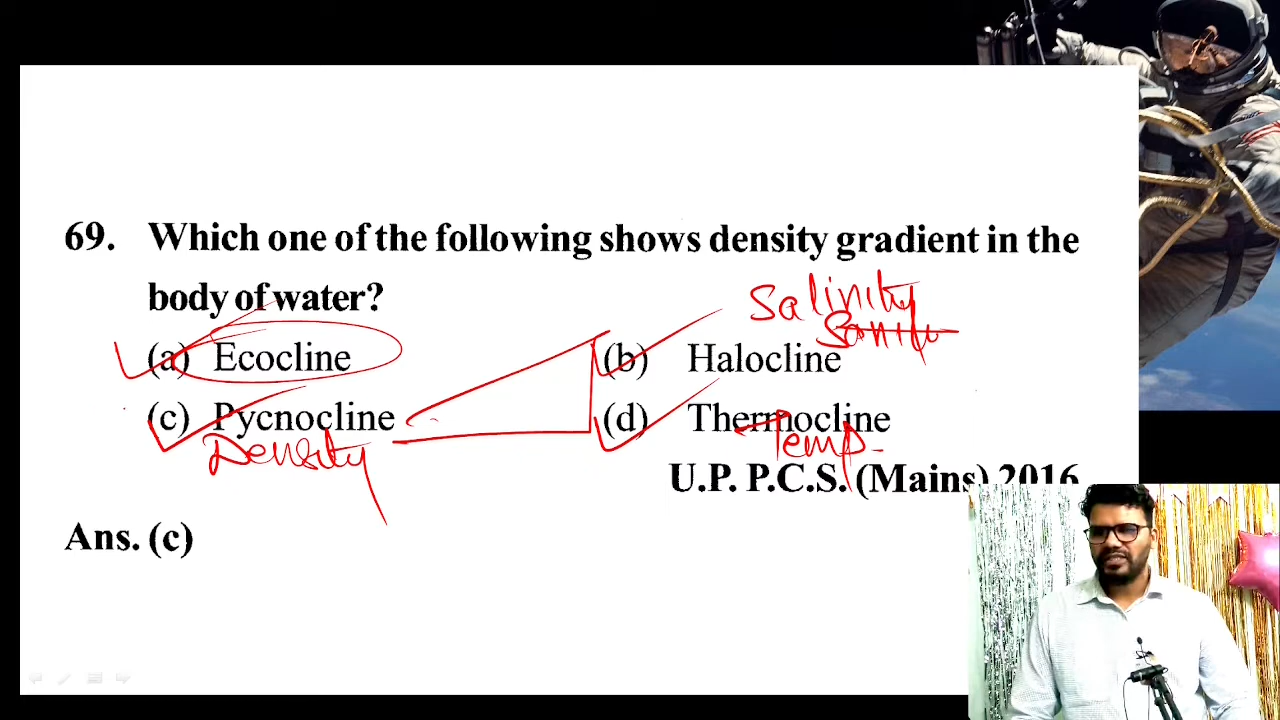 69. Which one of the following shows density gradient in the
body of water?
Salinity
(a) Ecocline (b) Halocline
(c) Pycnocline (d) Thermocline
Density Temp.
U.P. P.C.S. (Mains) 2016
Ans. (c)